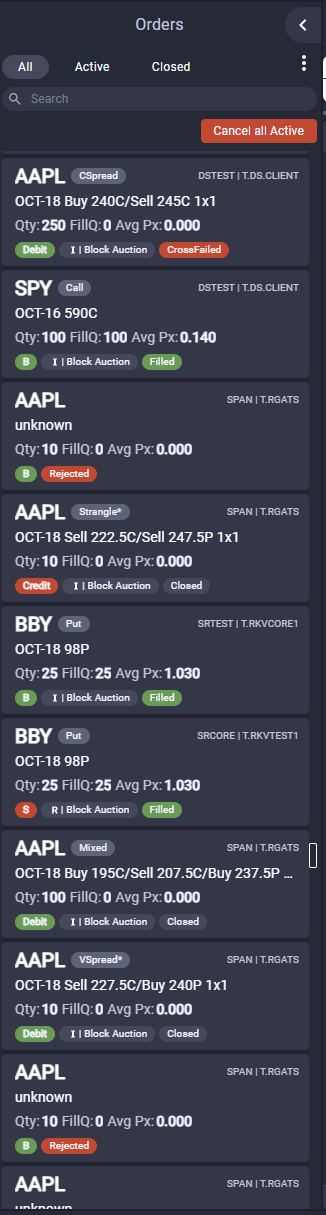 Orders
All Active Closed
Search
Cancel all Active
AAPL CSpread DSTEST | T.DS.CLIENT
OCT-18 Buy 240C/Sell 245C 1x1
Qty: 250 FillQ: 0 Avg Px: 0.000
Debit I | Block Auction CrossFailed
SPY Call DSTEST | T.DS.CLIENT
OCT-16 590C
Qty: 100 FillQ: 100 Avg Px: 0.140
B I | Block Auction Filled
AAPL SPAN | T.RGATS
unknown
Qty: 10 FillQ: 0 Avg Px: 0.000
B Rejected
AAPL Strangle* SPAN | T.RGATS
OCT-18 Sell 222.5C/Sell 247.5P 1x1
Qty: 10 FillQ: 0 Avg Px: 0.000
Credit I | Block Auction Closed
BBY Put SRTEST | T.RKVCORE1
OCT-18 98P
Qty: 25 FillQ: 25 Avg Px: 1.030
B I | Block Auction Filled
BBY Put SRCORE | T.RKVTEST1
OCT-18 98P
Qty: 25 FillQ: 25 Avg Px: 1.030
S R | Block Auction Filled
AAPL Mixed SPAN | T.RGATS
OCT-18 Buy 195C/Sell 207.5C/Buy 237.5P ...
Qty: 100 FillQ: 0 Avg Px: 0.000
Debit I | Block Auction Closed
AAPL VSpread* SPAN | T.RGATS
OCT-18 Sell 227.5C/Buy 240P 1x1
Qty: 10 FillQ: 0 Avg Px: 0.000
Debit I | Block Auction Closed
AAPL SPAN | T.RGATS
unknown
Qty: 10 FillQ: 0 Avg Px: 0.000
B Rejected
AAPL SPAN | T.RGATS
unknown